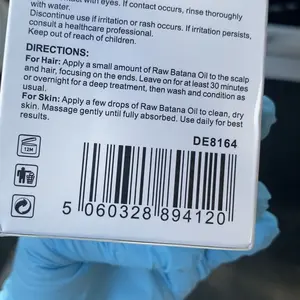 contact with eyes. If contact occurs, rinse thoroughly
with water.
Discontinue use if irritation or rash occurs. If irritation persists,
consult a healthcare professional.
Keep out of reach of children.
DIRECTIONS:
For Hair: Apply a small amount of Raw Batana Oil to the scalp
and hair, focusing on the ends. Leave on for at least 30 minutes
or overnight for a deep treatment, then wash and condition as
usual.
For Skin: Apply a few drops of Raw Batana Oil to clean, dry
skin. Massage gently until fully absorbed. Use daily for best
results.
DE8164
12M
5 060328 894120